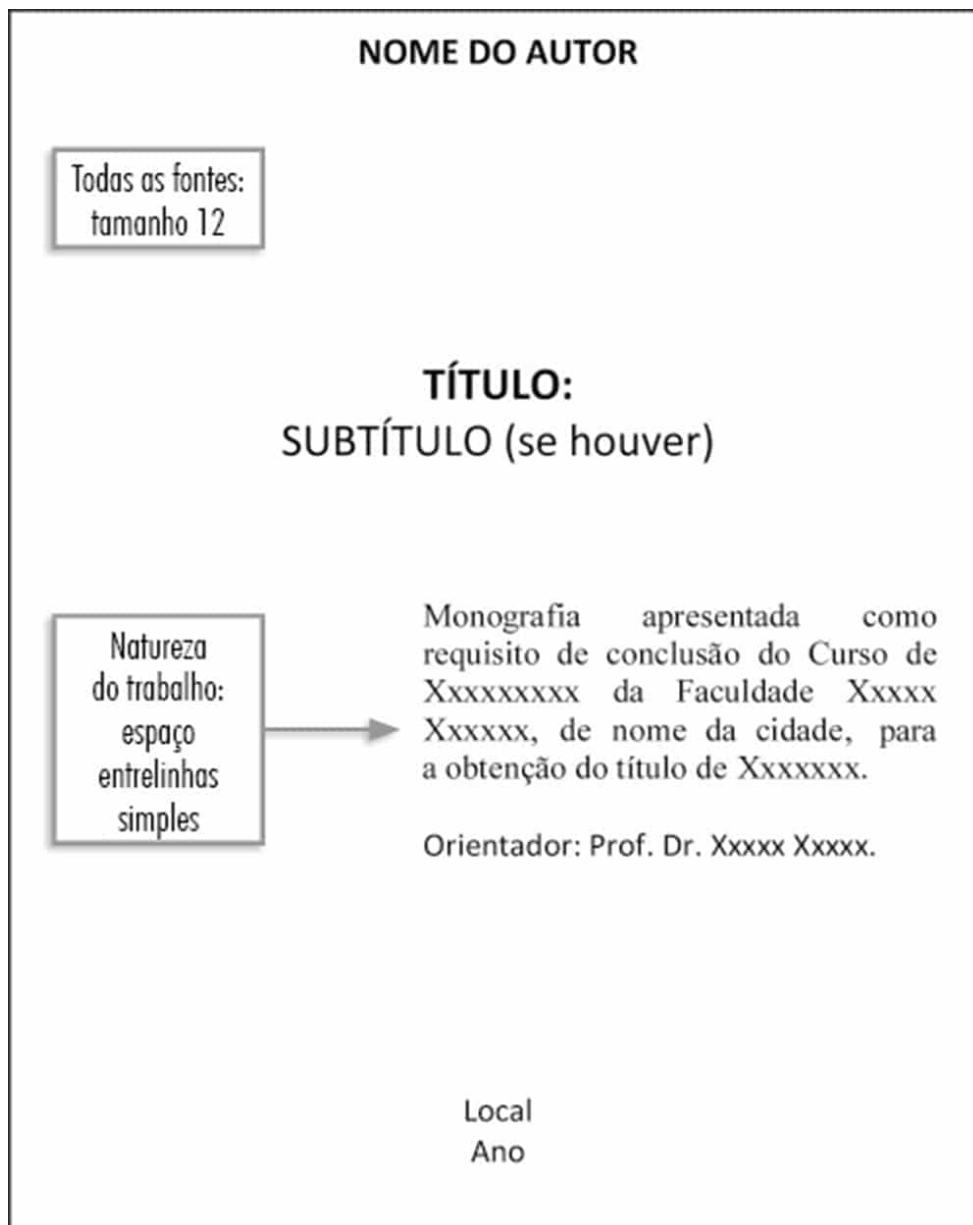 NOME DO AUTOR
Todas as fontes:
tamanho 12
TÍTULO:
SUBTÍTULO (se houver)
Natureza
do trabalho:
espaço
entrelinhas
simples
Monografia apresentada como
requisito de conclusão do Curso de
Xxxxxxxxx da Faculdade Xxxxx
Xxxxxx, de nome da cidade, para
a obtenção do título de Xxxxxxx.
Orientador: Prof. Dr. Xxxxx Xxxxx.
Local
Ano